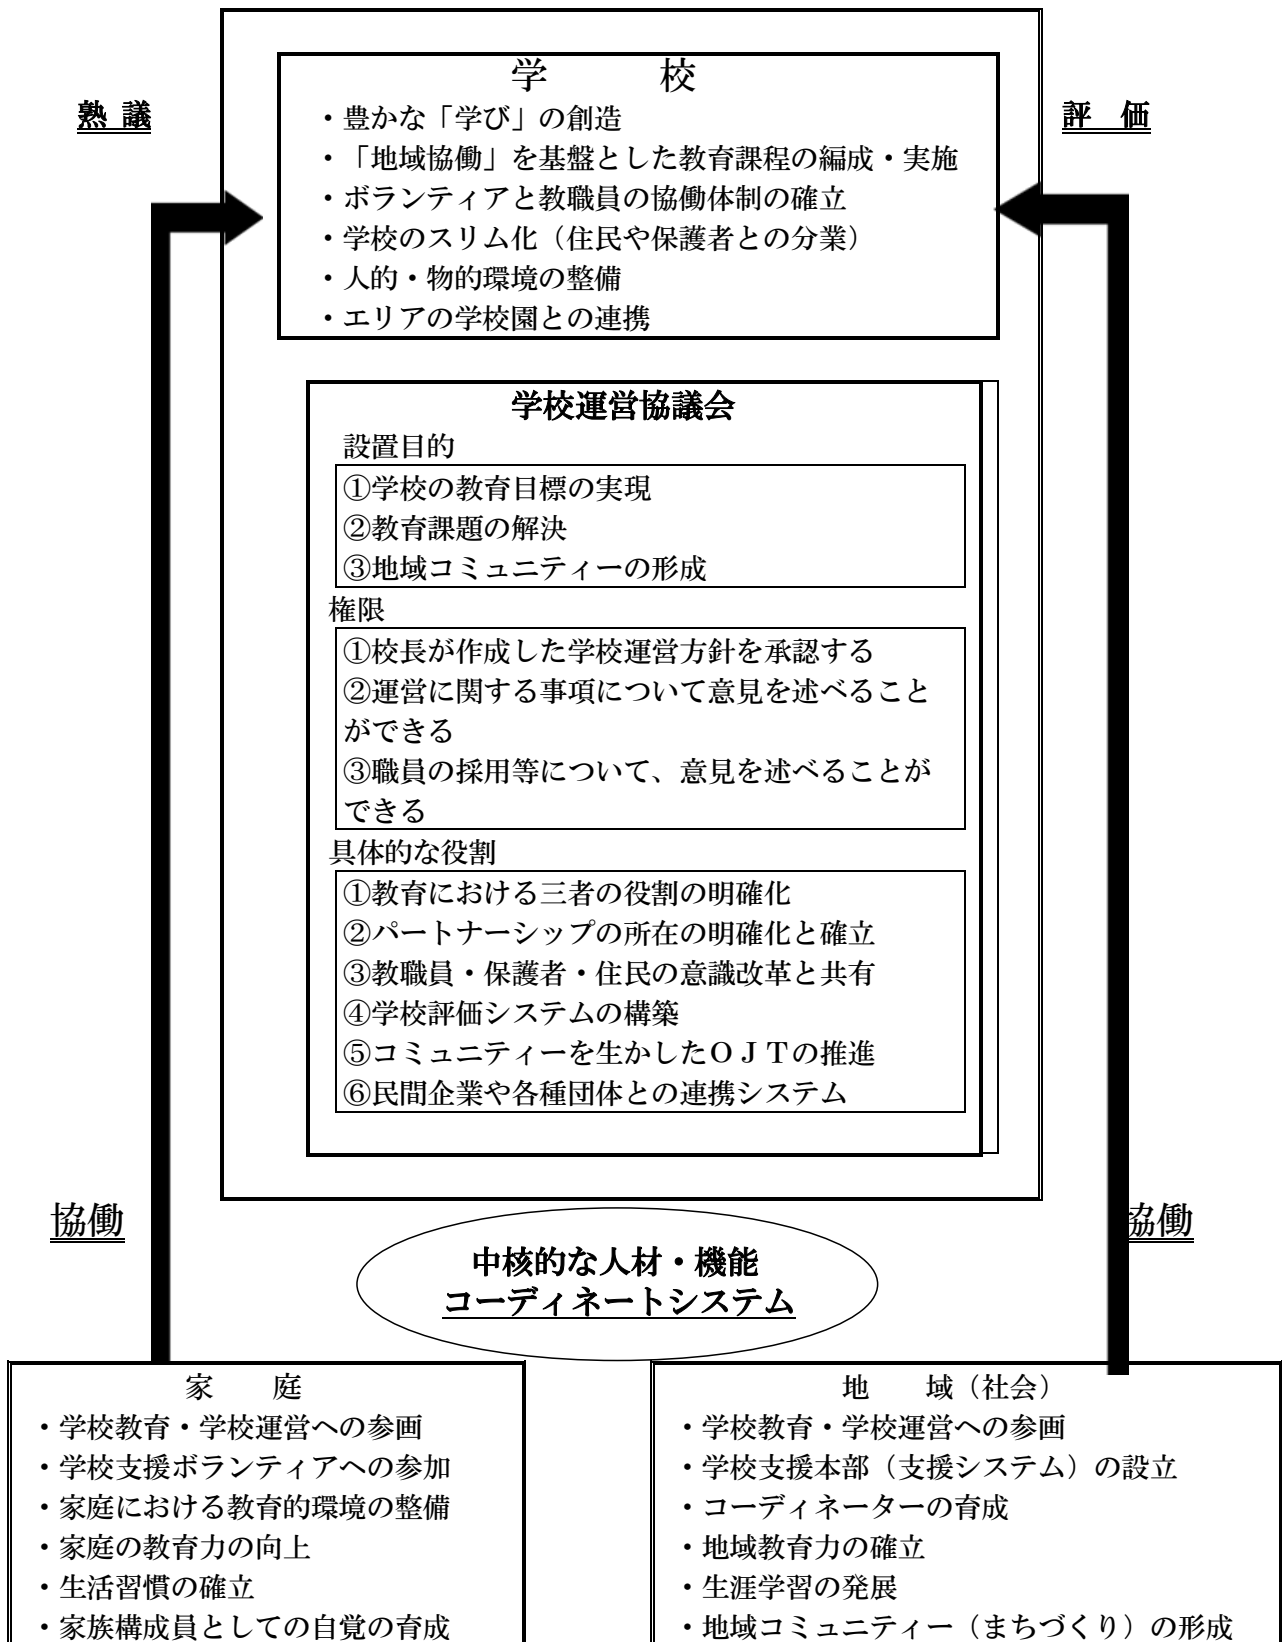 学　　　校
熟 議
評　価
・豊かな「学び」の創造
・「地域協働」を基盤とした教育課程の編成・実施
・ボランティアと教職員の協働体制の確立
・学校のスリム化（住民や保護者との分業）
・人的・物的環境の整備
・エリアの学校園との連携
学校運営協議会
設置目的
①学校の教育目標の実現
②教育課題の解決
③地域コミュニティーの形成
権限
①校長が作成した学校運営方針を承認する
②運営に関する事項について意見を述べること
ができる
③職員の採用等について、意見を述べることが
できる
具体的な役割
①教育における三者の役割の明確化
②パートナーシップの所在の明確化と確立
③教職員・保護者・住民の意識改革と共有
④学校評価システムの構築
⑤コミュニティーを生かしたＯＪＴの推進
⑥民間企業や各種団体との連携システム
協働
協働
中核的な人材・機能
コーディネートシステム
家　　庭
・学校教育・学校運営への参画
・学校支援ボランティアへの参加
・家庭における教育的環境の整備
・家庭の教育力の向上
・生活習慣の確立
・家族構成員としての自覚の育成
地　　域（社会）
・学校教育・学校運営への参画
・学校支援本部（支援システム）の設立
・コーディネーターの育成
・地域教育力の確立
・生涯学習の発展
・地域コミュニティー（まちづくり）の形成